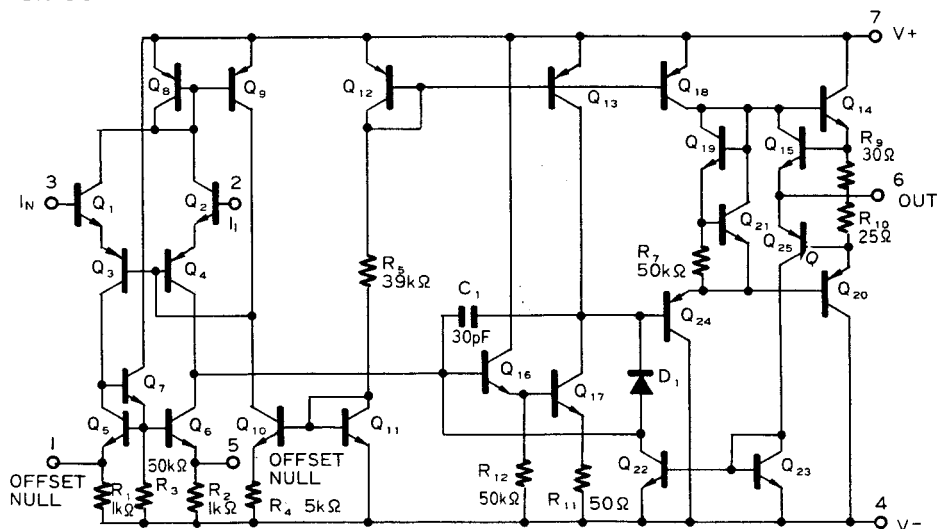 7 V+
Q8
Q9
Q12
Q13
Q18
Q14
Q19
Q15
R9
30Ω
3
IN
Q1
Q2
2
I1
6
OUT
Q3
Q4
R5
39kΩ
Q21
R10
25Ω
Q25
Q
R7
50kΩ
C1
30pF
Q24
Q20
Q7
Q16
Q17
D1
Q5
Q6
Q10
Q11
1
OFFSET
NULL
50kΩ
5
OFFSET
NULL
Q22
Q23
R1
1kΩ
R3
R2
1kΩ
R4 5kΩ
R12
50kΩ
R11 50Ω
4
V−